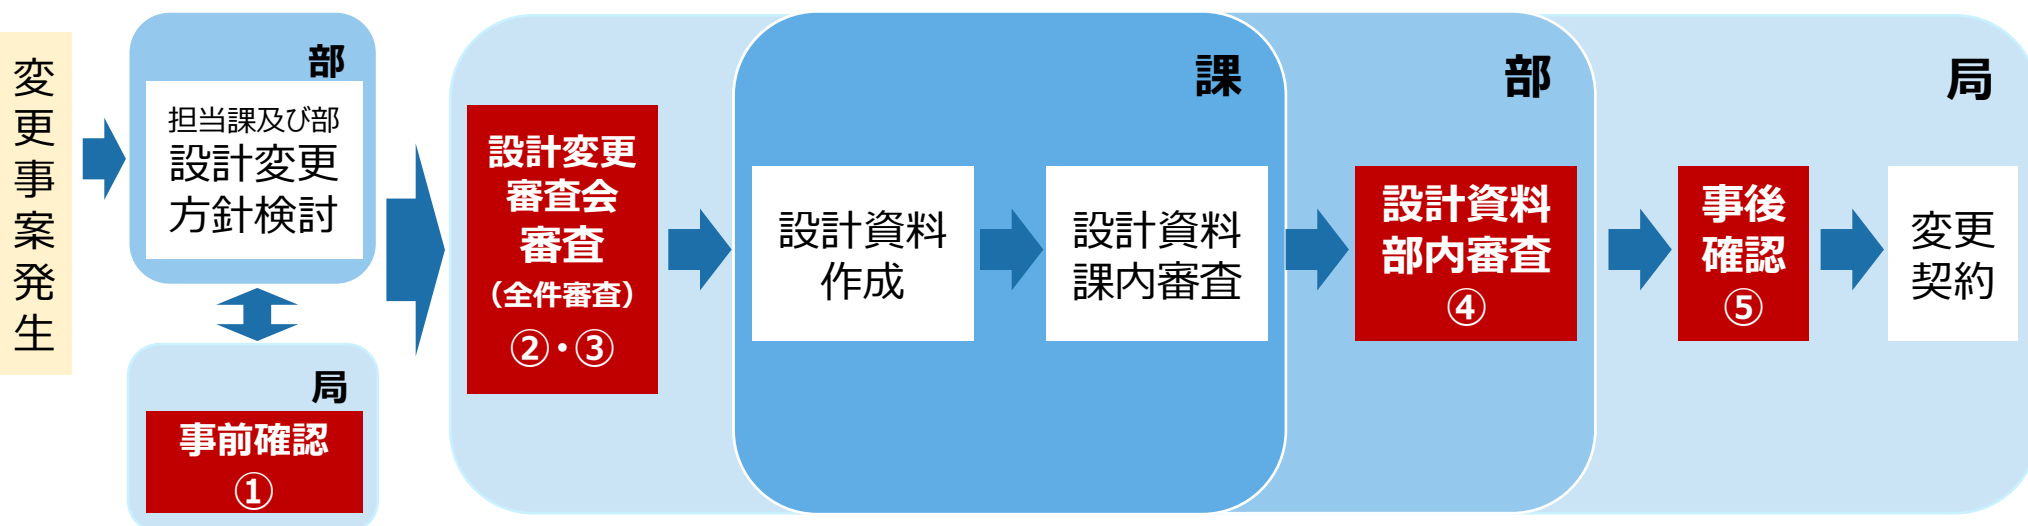 変更事案発生
部
担当課及び部
設計変更
方針検討
局
事前確認
①
設計変更
審査会
審査
（全件審査）
②・③
課
設計資料
作成
設計資料
課内審査
部
設計資料
部内審査
④
局
事後
確認
⑤
変更
契約